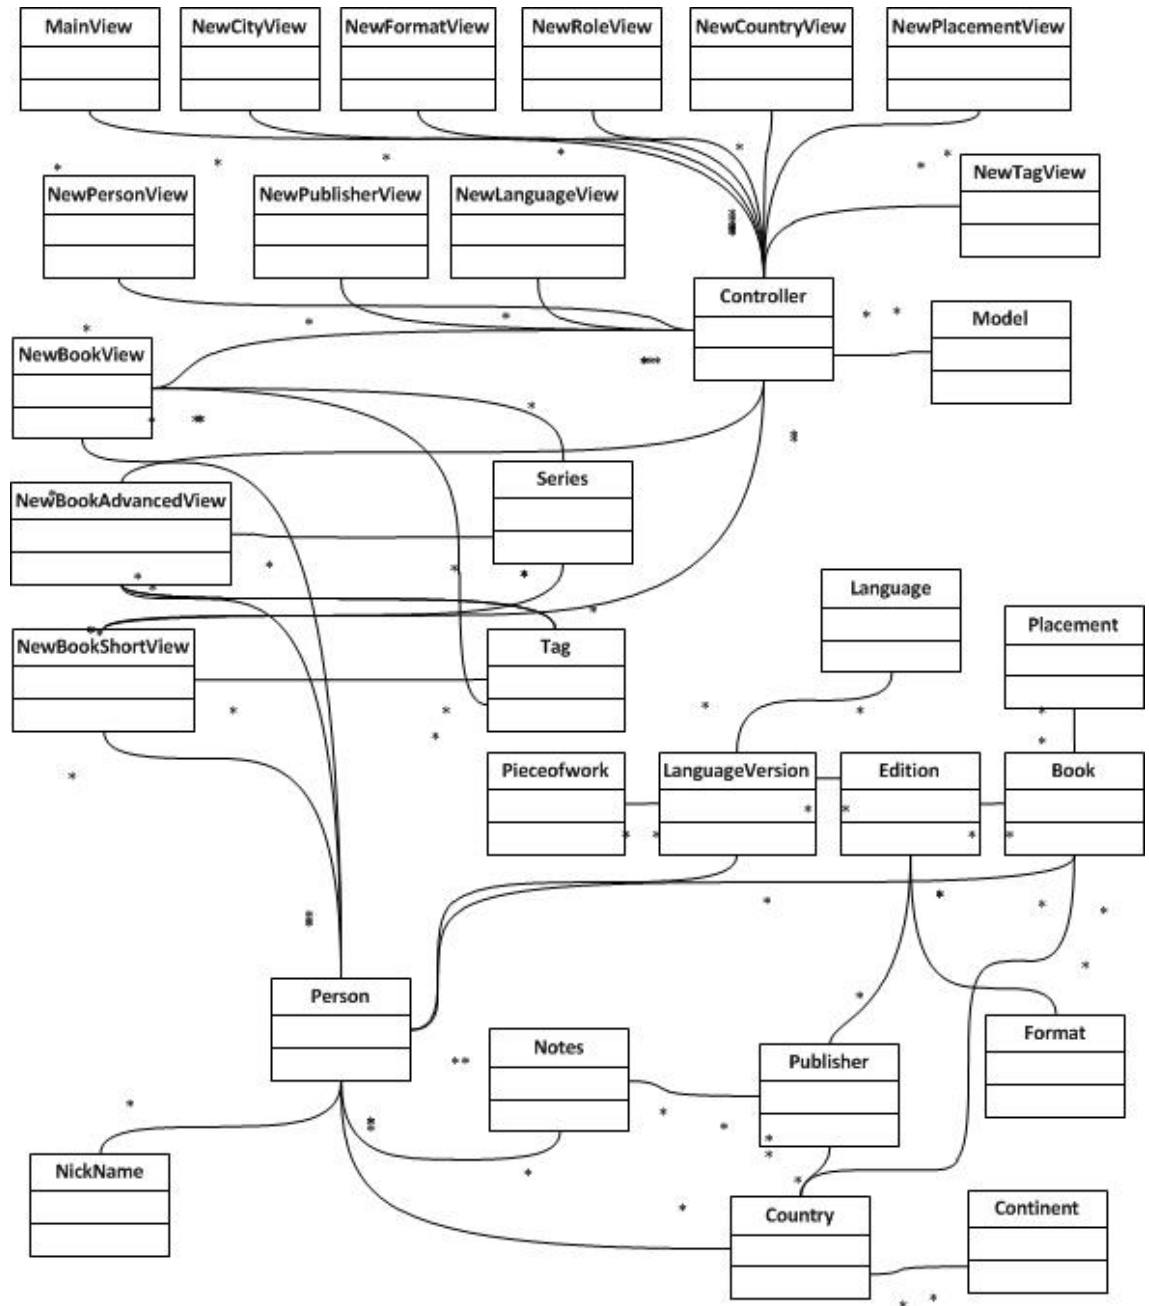 MainView
NewCityView
NewFormatView
NewRoleView
NewCountryView
NewPlacementView
NewPersonView
NewPublisherView
NewLanguageView
NewTagView
Controller
Model
NewBookView
NewBookAdvancedView
Series
NewBookShortView
Tag
Language
Placement
Pieceofwork
LanguageVersion
Edition
Book
Person
Notes
Publisher
Format
NickName
Country
Continent